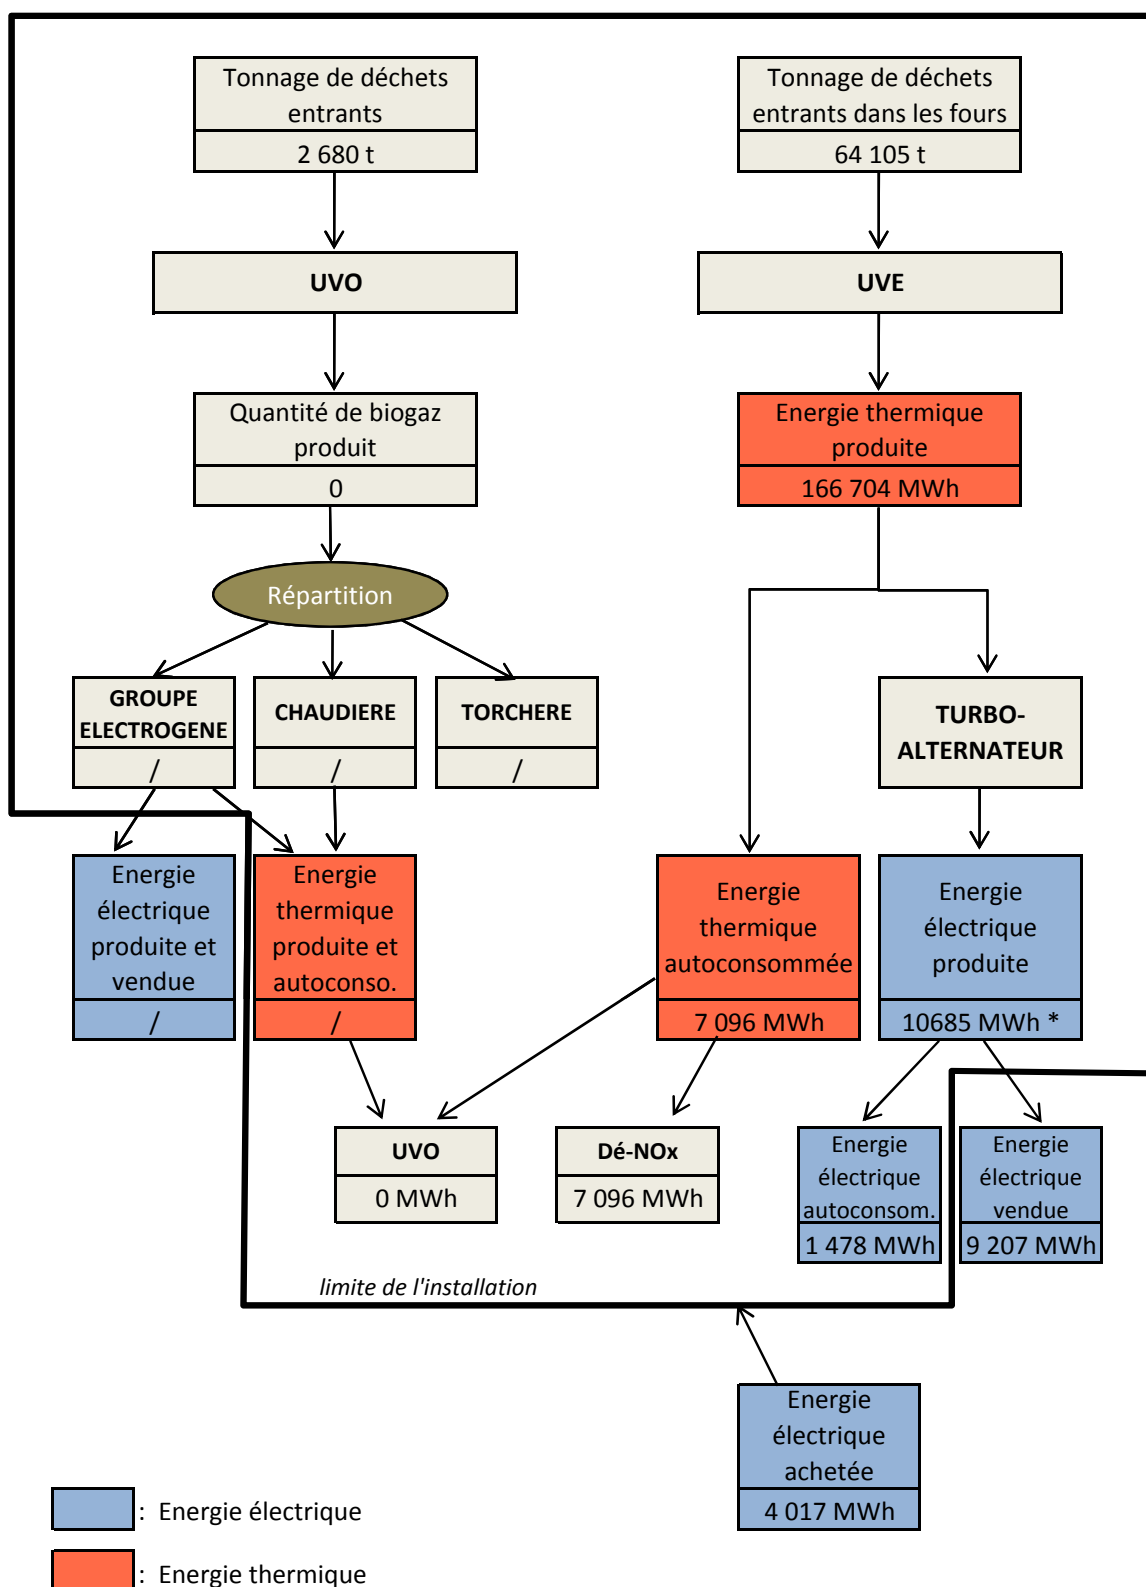 Tonnage de déchets
entrants
2 680 t
Tonnage de déchets
entrants dans les fours
64 105 t
UVO
UVE
Quantité de biogaz
produit
0
Energie thermique
produite
166 704 MWh
Répartition
GROUPE
ELECTROGENE
/
CHAUDIERE
/
TORCHERE
/
TURBO-
ALTERNATEUR
Energie
électrique
produite et
vendue
/
Energie
thermique
produite et
autoconso.
/
Energie
thermique
autoconsommée
7 096 MWh
Energie
électrique
produite
10685 MWh *
UVO
0 MWh
Dé-NOx
7 096 MWh
Energie
électrique
autoconsom.
1 478 MWh
Energie
électrique
vendue
9 207 MWh
limite de l'installation
Energie
électrique
achetée
4 017 MWh
: Energie électrique
: Energie thermique